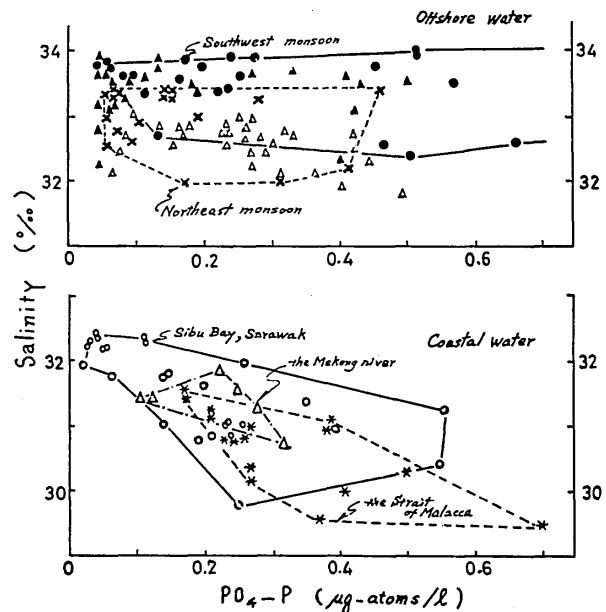 Offshore water
Southwest monsoon
34
34
32
32
Northeast monsoon
0
0.2
0.4
0.6
Salinity (‰)
Sibu Bay, Sarawak
Coastal water
the Mekong river
32
32
30
30
the Strait
of Malacca
0
0.2
0.4
0.6
PO₄-P (µg-atoms/l)